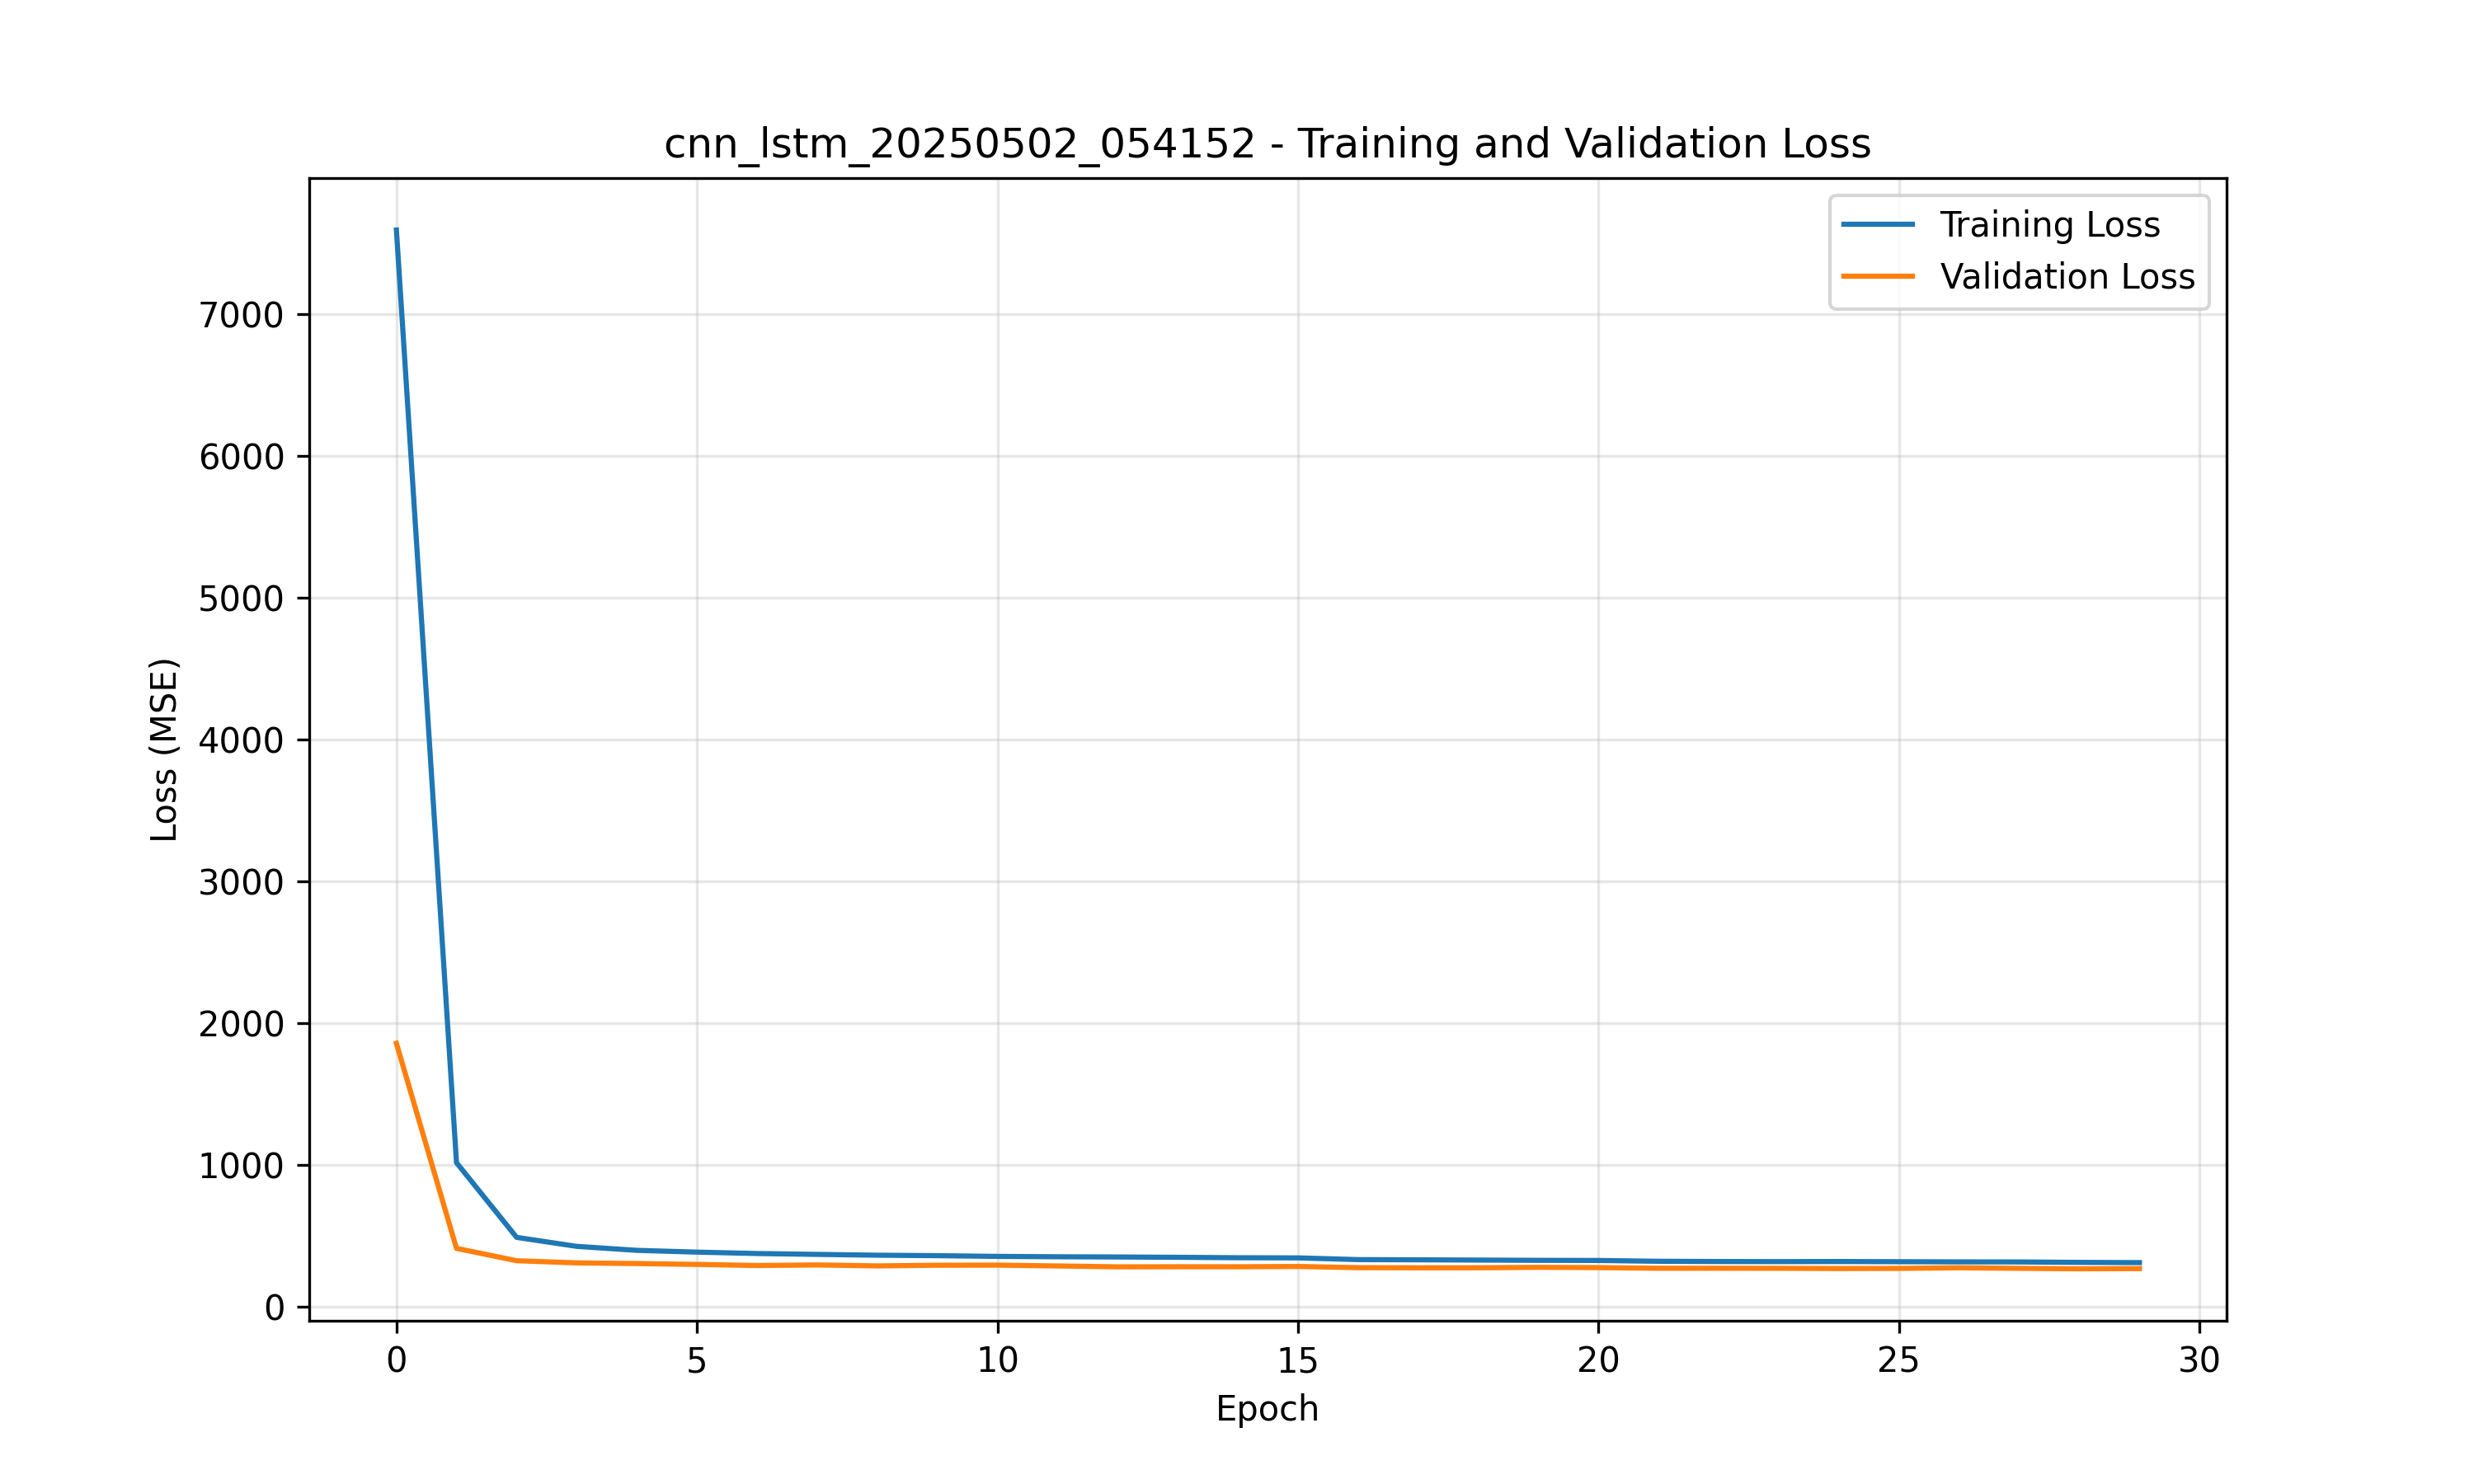 cnn_lstm_20250502_054152 - Training and Validation Loss
Training Loss
Validation Loss
7000
6000
5000
4000
3000
2000
1000
0
Loss (MSE)
0 5 10 15 20 25 30
Epoch